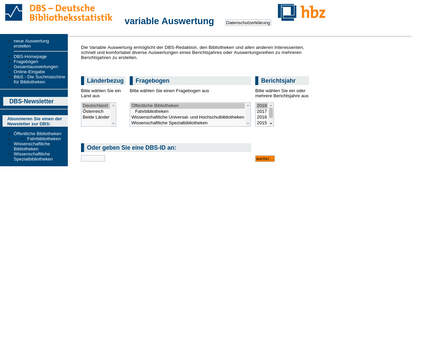 DBS – Deutsche
Bibliotheksstatistik
variable Auswertung
Datenschutzerklärung
hbz
neue Auswertung
erstellen
DBS-Homepage
Fragebögen
Gesamtauswertungen
Online-Eingabe
BibS - Die Suchmaschine
für Bibliotheken
DBS-Newsletter
Abonnieren Sie einen der
Newsletter zur DBS:
Öffentliche Bibliotheken
Fahrbibliotheken
Wissenschaftliche
Bibliotheken
Wissenschaftliche
Spezialbibliotheken
Die Variable Auswertung ermöglicht der DBS-Redaktion, den Bibliotheken und allen anderen Interessenten,
schnell und komfortabel diverse Auswertungen eines Berichtsjahres oder Auswertungsreihen zu mehreren
Berichtsjahren zu erstellen.
Länderbezug
Fragebogen
Berichtsjahr
Bitte wählen Sie ein
Land aus
Bitte wählen Sie einen Fragebogen aus
Bitte wählen Sie ein oder
mehrere Berichtsjahre aus
Deutschland
Österreich
Beide Länder
Öffentliche Bibliotheken
Fahrbibliotheken
Wissenschaftliche Universal- und Hochschulbibliotheken
Wissenschaftliche Spezialbibliotheken
2018
2017
2016
2015
Oder geben Sie eine DBS-ID an:
weiter...